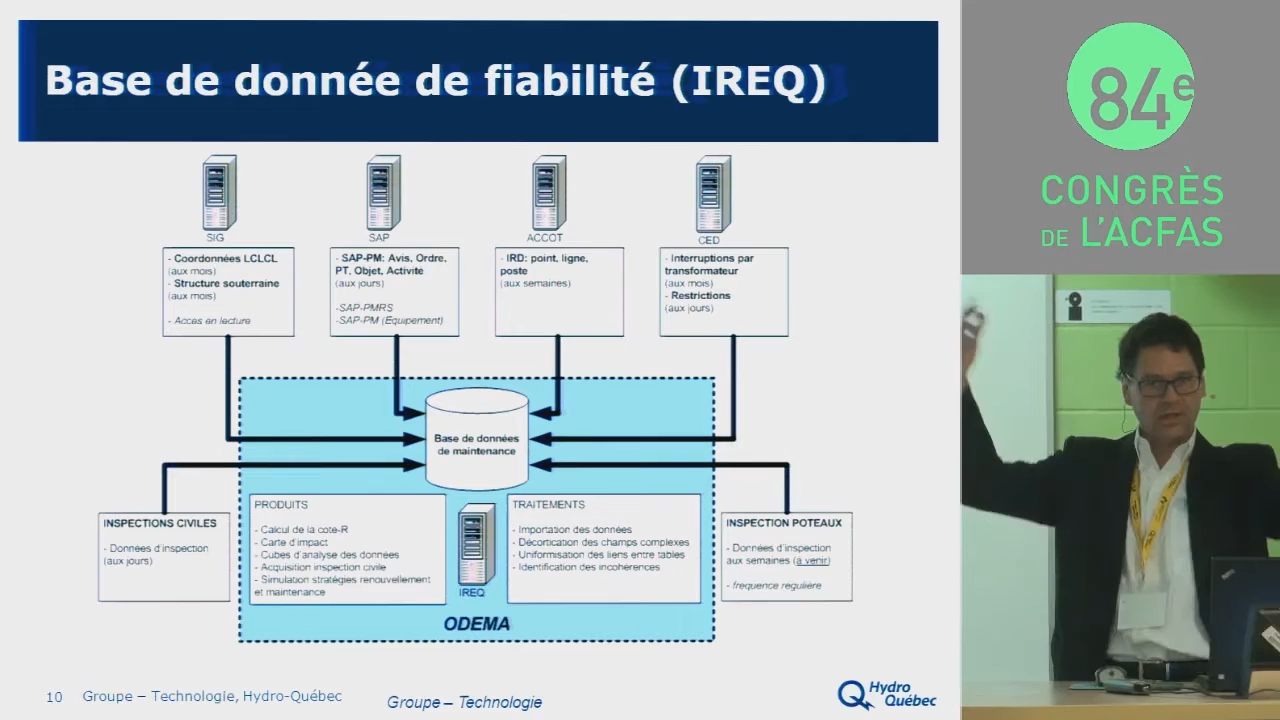 Base de donnée de fiabilité (IREQ)
84e
CONGRÈS
DE L'ACFAS
SIG
SAP
ACCOT
CED
- Coordonnées LCLCL
(aux mois)
- Structure souterraine
(aux mois)
- Acces en lecture
- SAP-PM: Avis, Ordre,
PT, Objet, Activité
(aux jours)
-SAP-PMRS
-SAP-PM (Equipement)
- IRD: point, ligne,
poste
(aux semaines)
- Interruptions par
transformateur
(aux mois)
- Restrictions
(aux jours)
Base de données
de maintenance
INSPECTIONS CIVILES
- Données d'inspection
(aux jours)
PRODUITS
- Calcul de la cote-R
- Carte d'impact
- Cubes d'analyse des données
- Acquisition inspection civile
- Simulation stratégies renouvellement
et maintenance
IREQ
TRAITEMENTS
- Importation des données
- Décortication des champs complexes
- Uniformisation des liens entre tables
- Identification des incohérences
INSPECTION POTEAUX
- Données d'inspection
aux semaines (à venir)
- frequence regulière
ODEMA
10 Groupe – Technologie, Hydro-Québec
Groupe – Technologie
Hydro
Québec